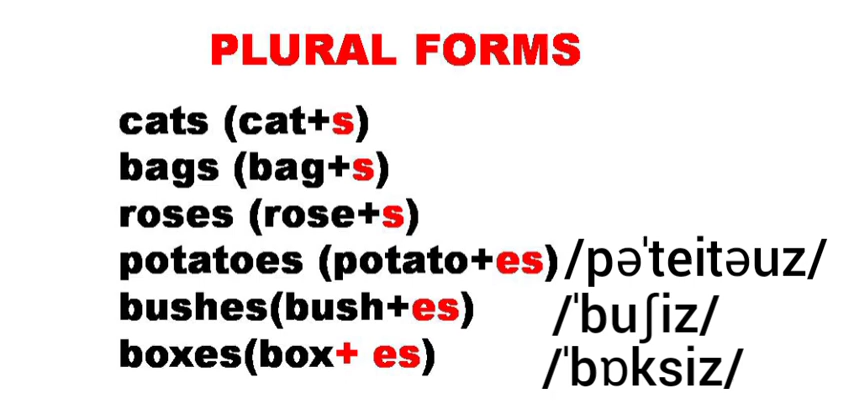 PLURAL FORMS
cats (cat+s)
bags (bag+s)
roses (rose+s)
potatoes (potato+es) /pəˈteitəuz/
bushes(bush+es) /ˈbuʃiz/
boxes(box+ es) /ˈbɒksiz/